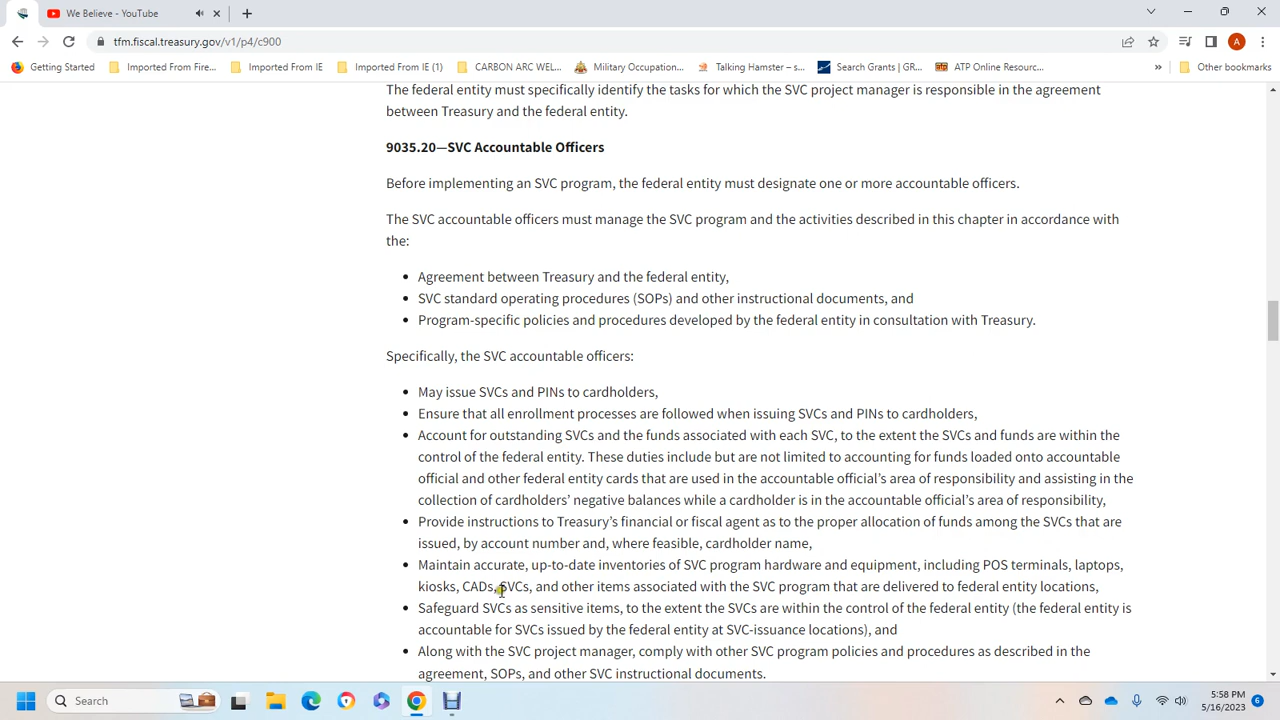 We Believe - YouTube
tfm.fiscal.treasury.gov/v1/p4/c900
A
Getting Started
Imported From Fire...
Imported From IE
Imported From IE (1)
CARBON ARC WEL...
Military Occupation...
Talking Hamster – s...
Search Grants | GR...
ATP Online Resourc...
»
Other bookmarks
The federal entity must specifically identify the tasks for which the SVC project manager is responsible in the agreement
between Treasury and the federal entity.
9035.20—SVC Accountable Officers
Before implementing an SVC program, the federal entity must designate one or more accountable officers.
The SVC accountable officers must manage the SVC program and the activities described in this chapter in accordance with
the:
• Agreement between Treasury and the federal entity,
• SVC standard operating procedures (SOPs) and other instructional documents, and
• Program-specific policies and procedures developed by the federal entity in consultation with Treasury.
Specifically, the SVC accountable officers:
• May issue SVCs and PINs to cardholders,
• Ensure that all enrollment processes are followed when issuing SVCs and PINs to cardholders,
• Account for outstanding SVCs and the funds associated with each SVC, to the extent the SVCs and funds are within the
control of the federal entity. These duties include but are not limited to accounting for funds loaded onto accountable
official and other federal entity cards that are used in the accountable official’s area of responsibility and assisting in the
collection of cardholders’ negative balances while a cardholder is in the accountable official’s area of responsibility,
• Provide instructions to Treasury’s financial or fiscal agent as to the proper allocation of funds among the SVCs that are
issued, by account number and, where feasible, cardholder name,
• Maintain accurate, up-to-date inventories of SVC program hardware and equipment, including POS terminals, laptops,
kiosks, CADs, SVCs, and other items associated with the SVC program that are delivered to federal entity locations,
• Safeguard SVCs as sensitive items, to the extent the SVCs are within the control of the federal entity (the federal entity is
accountable for SVCs issued by the federal entity at SVC-issuance locations), and
• Along with the SVC project manager, comply with other SVC program policies and procedures as described in the
agreement, SOPs, and other SVC instructional documents.
Search
5:58 PM
5/16/2023
6